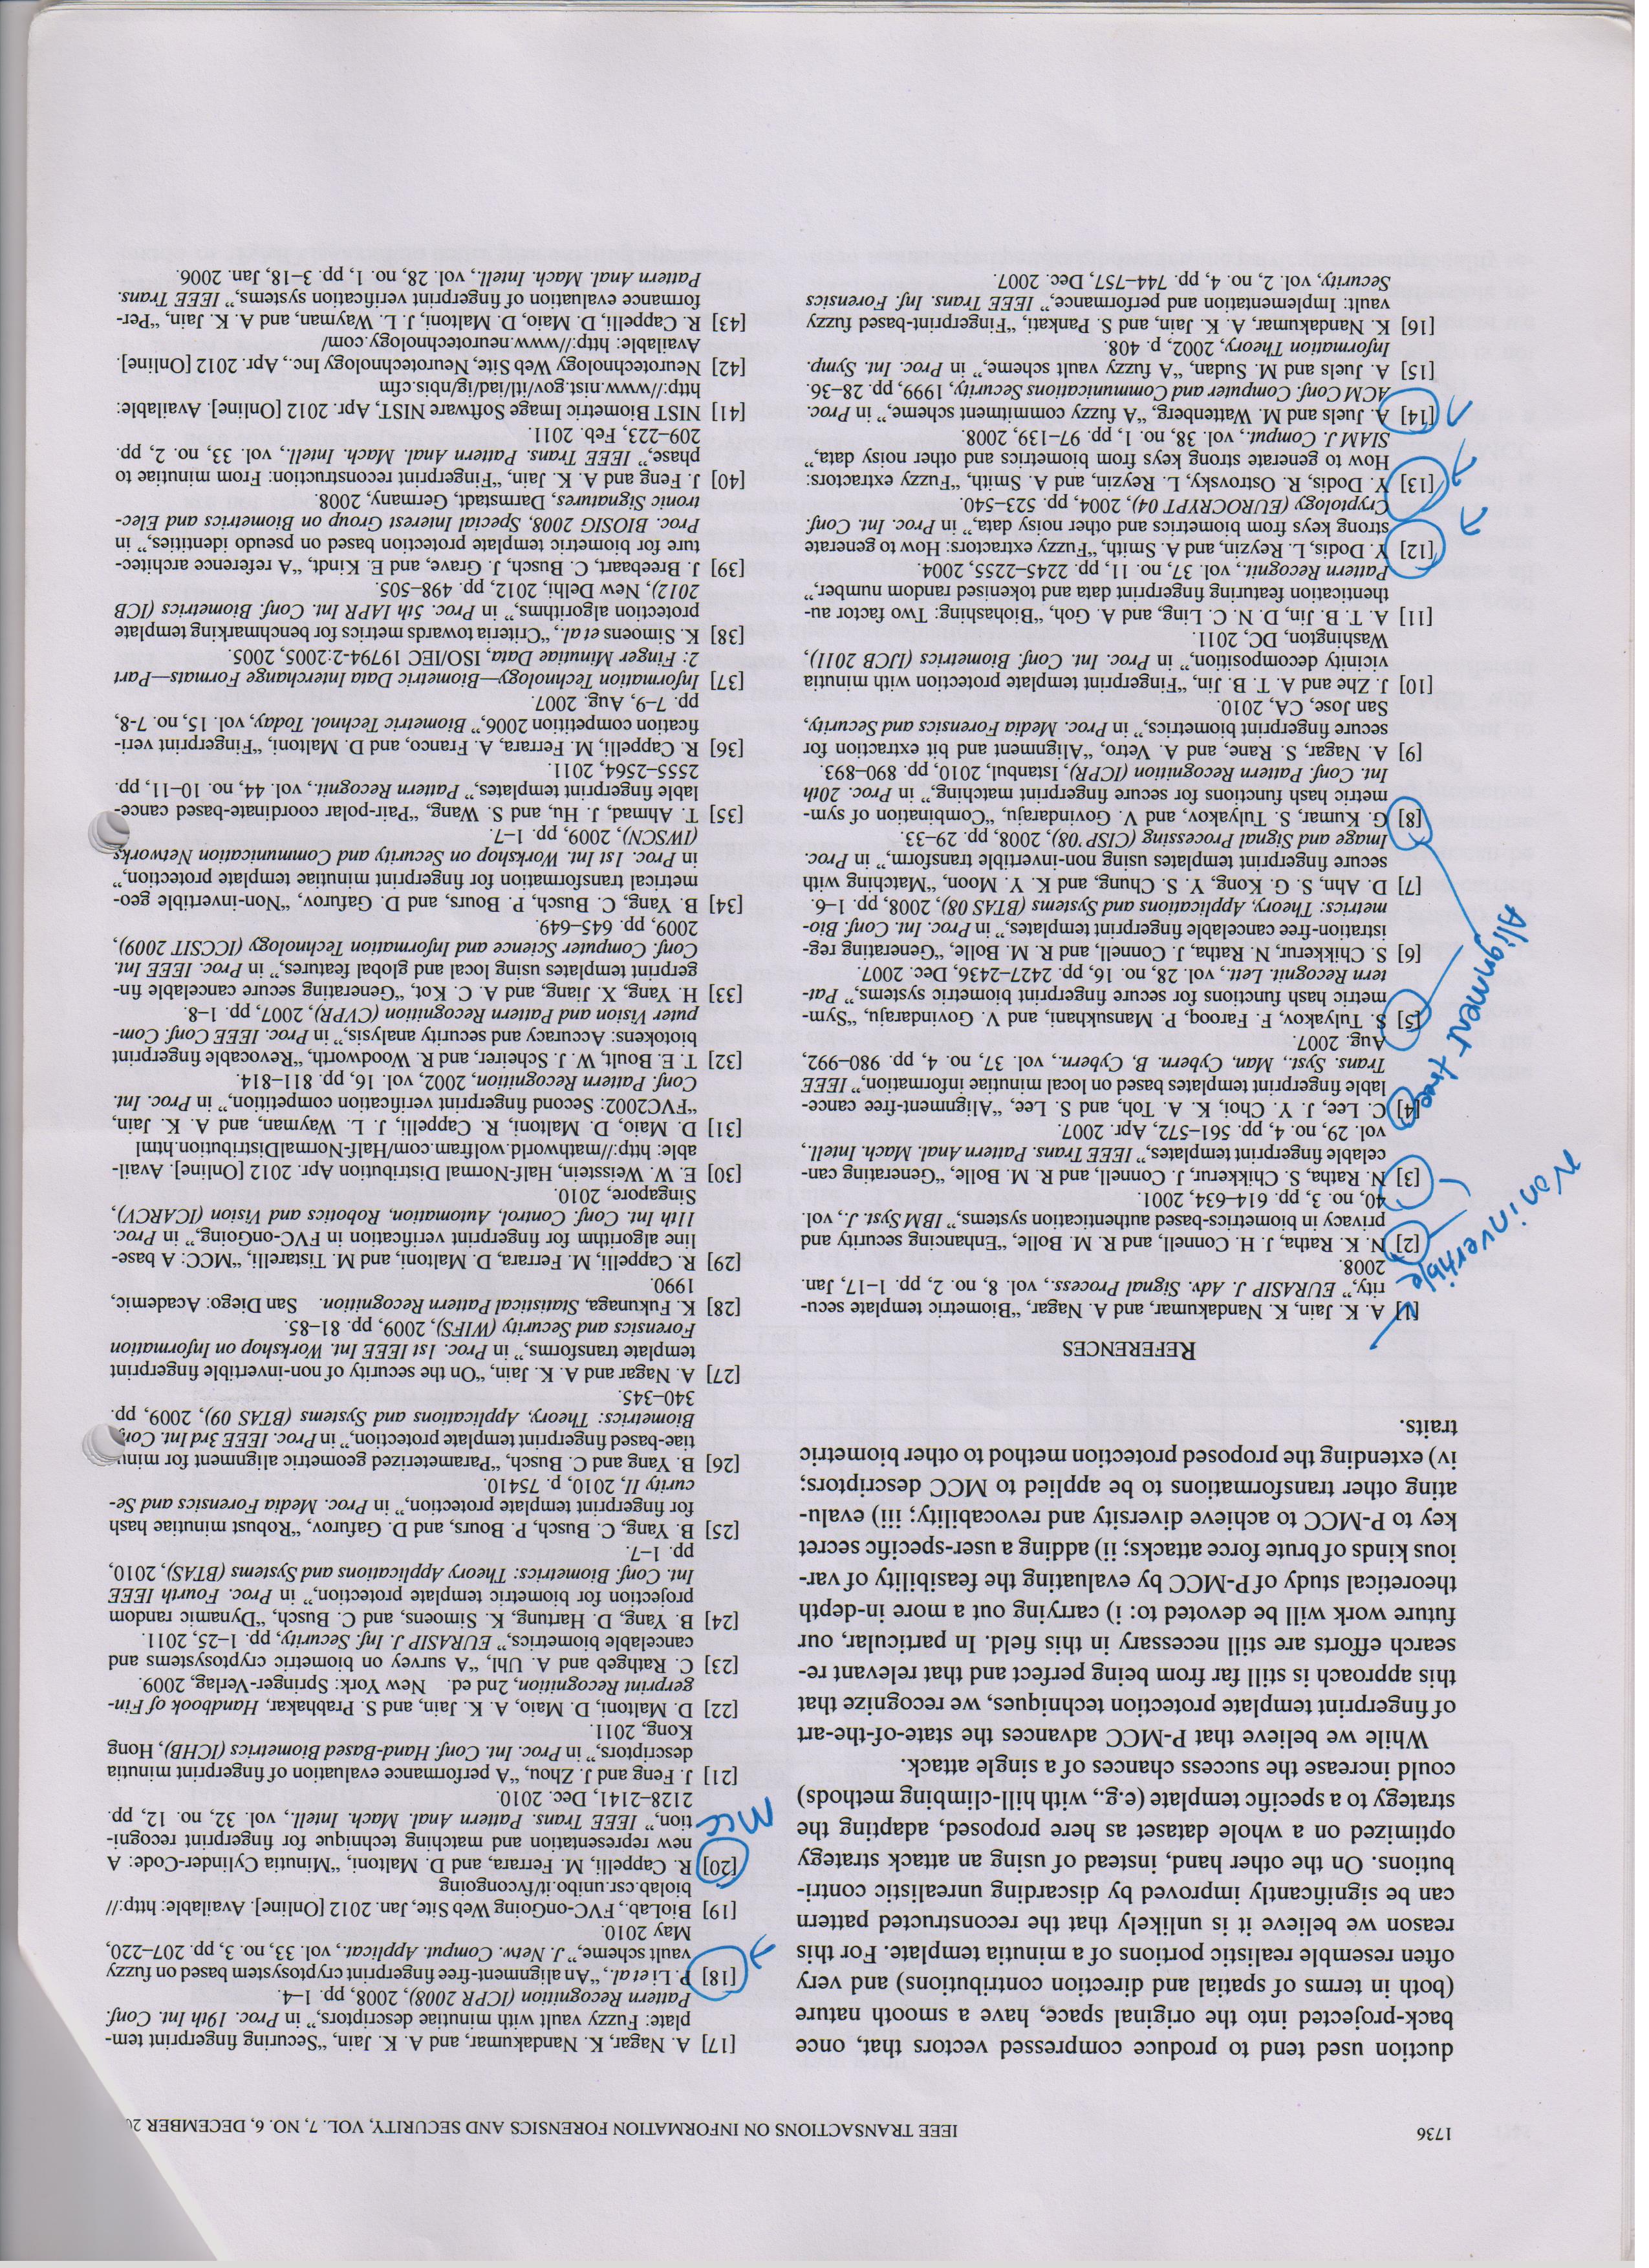 1736
IEEE TRANSACTIONS ON INFORMATION FORENSICS AND SECURITY, VOL. 7, NO. 6, DECEMBER
duction used tend to produce compressed vectors that, once
back-projected into the original space, have a smooth nature
(both in terms of spatial and direction contributions) and very
often resemble realistic portions of a minutia template. For this
reason we believe it is unlikely that the reconstructed pattern
can be significantly improved by discarding unrealistic contri-
butions. On the other hand, instead of using an attack strategy
optimized on a whole dataset as here proposed, adapting the
strategy to a specific template (e.g., with hill-climbing methods)
could increase the success chances of a single attack.
While we believe that P-MCC advances the state-of-the-art
of fingerprint template protection techniques, we recognize that
this approach is still far from being perfect and that relevant re-
search efforts are still necessary in this field. In particular, our
future work will be devoted to: i) carrying out a more in-depth
theoretical study of P-MCC by evaluating the feasibility of var-
ious kinds of brute force attacks; ii) adding a user-specific secret
key to P-MCC to achieve diversity and revocability; iii) evalu-
ating other transformations to be applied to MCC descriptors;
iv) extending the proposed protection method to other biometric
traits.
REFERENCES
[1] A. K. Jain, K. Nandakumar, and A. Nagar, “Biometric template secu-
rity,” EURASIP J. Adv. Signal Process., vol. 8, no. 2, pp. 1–17, Jan.
2008.
Non invertible
[2] N. K. Ratha, J. H. Connell, and R. M. Bolle, “Enhancing security and
privacy in biometrics-based authentication systems,” IBM Syst. J., vol.
40, no. 3, pp. 614–634, 2001.
[3] N. Ratha, S. Chikkerur, J. Connell, and R. M. Bolle, “Generating can-
celable fingerprint templates,” IEEE Trans. Pattern Anal. Mach. Intell.,
vol. 29, no. 4, pp. 561–572, Apr. 2007.
Alignment free
[4] C. Lee, J. Y. Choi, K. A. Toh, and S. Lee, “Alignment-free cance-
lable fingerprint templates based on local minutiae information,” IEEE
Trans. Syst., Man, Cybern. B, Cybern., vol. 37, no. 4, pp. 980–992,
Aug. 2007.
[5] S. Tulyakov, F. Farooq, P. Mansukhani, and V. Govindaraju, “Sym-
metric hash functions for secure fingerprint biometric systems,” Pat-
tern Recognit. Lett., vol. 28, no. 16, pp. 2427–2436, Dec. 2007.
[6] S. Chikkerur, N. Ratha, J. Connell, and R. M. Bolle, “Generating reg-
istration-free cancelable fingerprint templates,” in Proc. Int. Conf. Bio-
metrics: Theory, Applications and Systems (BTAS 08), 2008, pp. 1–6.
[7] D. Ahn, S. G. Kong, Y. S. Chung, and K. Y. Moon, “Matching with
secure fingerprint templates using non-invertible transform,” in Proc.
Image and Signal Processing (CISP’08), 2008, pp. 29–33.
[8] G. Kumar, S. Tulyakov, and V. Govindaraju, “Combination of sym-
metric hash functions for secure fingerprint matching,” in Proc. 20th
Int. Conf. Pattern Recognition (ICPR), Istanbul, 2010, pp. 890–893.
[9] A. Nagar, S. Rane, and A. Vetro, “Alignment and bit extraction for
secure fingerprint biometrics,” in Proc. Media Forensics and Security,
San Jose, CA, 2010.
[10] J. Zhe and A. T. B. Jin, “Fingerprint template protection with minutia
vicinity decomposition,” in Proc. Int. Conf. Biometrics (IJCB 2011),
Washington, DC, 2011.
[11] A. T. B. Jin, D. N. C. Ling, and A. Goh, “Biohashing: Two factor au-
thentication featuring fingerprint data and tokenised random number,”
Pattern Recognit., vol. 37, no. 11, pp. 2245–2255, 2004.
[12] Y. Dodis, L. Reyzin, and A. Smith, “Fuzzy extractors: How to generate
strong keys from biometrics and other noisy data,” in Proc. Int. Conf.
Cryptology (EUROCRYPT 04), 2004, pp. 523–540.
[13] Y. Dodis, R. Ostrovsky, L. Reyzin, and A. Smith, “Fuzzy extractors:
How to generate strong keys from biometrics and other noisy data,”
SIAM J. Comput., vol. 38, no. 1, pp. 97–139, 2008.
[14] A. Juels and M. Wattenberg, “A fuzzy commitment scheme,” in Proc.
ACM Conf. Computer and Communications Security, 1999, pp. 28–36.
[15] A. Juels and M. Sudan, “A fuzzy vault scheme,” in Proc. Int. Symp.
Information Theory, 2002, p. 408.
[16] K. Nandakumar, A. K. Jain, and S. Pankati, “Fingerprint-based fuzzy
vault: Implementation and performance,” IEEE Trans. Inf. Forensics
Security, vol. 2, no. 4, pp. 744–757, Dec. 2007.
[17] A. Nagar, K. Nandakumar, and A. K. Jain, “Securing fingerprint tem-
plate: Fuzzy vault with minutiae descriptors,” in Proc. 19th Int. Conf.
Pattern Recognition (ICPR 2008), 2008, pp. 1–4.
[18] P. Li et al., “An alignment-free fingerprint cryptosystem based on fuzzy
vault scheme,” J. Netw. Comput. Applicat., vol. 33, no. 3, pp. 207–220,
May 2010.
[19] BioLab., FVC-onGoing Web Site, Jan. 2012 [Online]. Available: http://
biolab.csr.unibo.it/fvcongoing
[20] R. Cappelli, M. Ferrara, and D. Maltoni, “Minutia Cylinder-Code: A
new representation and matching technique for fingerprint recogni-
tion,” IEEE Trans. Pattern Anal. Mach. Intell., vol. 32, no. 12, pp.
2128–2141, Dec. 2010.
MCC
[21] J. Feng and J. Zhou, “A performance evaluation of fingerprint minutia
descriptors,” in Proc. Int. Conf. Hand-Based Biometrics (ICHB), Hong
Kong, 2011.
[22] D. Maltoni, D. Maio, A. K. Jain, and S. Prabhakar, Handbook of Fin-
gerprint Recognition, 2nd ed. New York: Springer-Verlag, 2009.
[23] C. Rathgeb and A. Uhl, “A survey on biometric cryptosystems and
cancelable biometrics,” EURASIP J. Inf. Security, pp. 1–25, 2011.
[24] B. Yang, D. Hartung, K. Simoens, and C. Busch, “Dynamic random
projection for biometric template protection,” in Proc. Fourth IEEE
Int. Conf. Biometrics: Theory Applications and Systems (BTAS), 2010,
pp. 1–7.
[25] B. Yang, C. Busch, P. Bours, and D. Gafurov, “Robust minutiae hash
for fingerprint template protection,” in Proc. Media Forensics and Se-
curity II, 2010, p. 75410.
[26] B. Yang and C. Busch, “Parameterized geometric alignment for minu-
tiae-based fingerprint template protection,” in Proc. IEEE 3rd Int. Conf.
Biometrics: Theory, Applications and Systems (BTAS 09), 2009, pp.
340–345.
[27] A. Nagar and A. K. Jain, “On the security of non-invertible fingerprint
template transforms,” in Proc. 1st IEEE Int. Workshop on Information
Forensics and Security (WIFS), 2009, pp. 81–85.
[28] K. Fukunaga, Statistical Pattern Recognition. San Diego: Academic,
1990.
[29] R. Cappelli, M. Ferrara, D. Maltoni, and M. Tistarelli, “MCC: A base-
line algorithm for fingerprint verification in FVC-onGoing,” in Proc.
11th Int. Conf. Control, Automation, Robotics and Vision (ICARCV),
Singapore, 2010.
[30] E. W. Weisstein, Half-Normal Distribution Apr. 2012 [Online]. Avail-
able: http://mathworld.wolfram.com/Half-NormalDistribution.html
[31] D. Maio, D. Maltoni, R. Cappelli, J. L. Wayman, and A. K. Jain,
“FVC2002: Second fingerprint verification competition,” in Proc. Int.
Conf. Pattern Recognition, 2002, vol. 16, pp. 811–814.
[32] T. E. Boult, W. J. Scheirer, and R. Woodworth, “Revocable fingerprint
biotokens: Accuracy and security analysis,” in Proc. IEEE Conf. Com-
puter Vision and Pattern Recognition (CVPR), 2007, pp. 1–8.
[33] H. Yang, X. Jiang, and A. C. Kot, “Generating secure cancelable fin-
gerprint templates using local and global features,” in Proc. IEEE Int.
Conf. Computer Science and Information Technology (ICCSIT 2009),
2009, pp. 645–649.
[34] B. Yang, C. Busch, P. Bours, and D. Gafurov, “Non-invertible geo-
metrical transformation for fingerprint minutiae template protection,”
in Proc. 1st Int. Workshop on Security and Communication Networks
(IWSCN), 2009, pp. 1–7.
[35] T. Ahmad, J. Hu, and S. Wang, “Pair-polar coordinate-based cance-
lable fingerprint templates,” Pattern Recognit., vol. 44, no. 10–11, pp.
2555–2564, 2011.
[36] R. Cappelli, M. Ferrara, A. Franco, and D. Maltoni, “Fingerprint veri-
fication competition 2006,” Biometric Technol. Today, vol. 15, no. 7-8,
pp. 7–9, Aug. 2007.
[37] Information Technology—Biometric Data Interchange Formats—Part
2: Finger Minutiae Data, ISO/IEC 19794-2:2005, 2005.
[38] K. Simoens et al., “Criteria towards metrics for benchmarking template
protection algorithms,” in Proc. 5th IAPR Int. Conf. Biometrics (ICB
2012), New Delhi, 2012, pp. 498–505.
[39] J. Breebaart, C. Busch, J. Grave, and E. Kindt, “A reference architec-
ture for biometric template protection based on pseudo identities,” in
Proc. BIOSIG 2008, Special Interest Group on Biometrics and Elec-
tronic Signatures, Darmstadt, Germany, 2008.
[40] J. Feng and A. K. Jain, “Fingerprint reconstruction: From minutiae to
phase,” IEEE Trans. Pattern Anal. Mach. Intell., vol. 33, no. 2, pp.
209–223, Feb. 2011.
[41] NIST Biometric Image Software NIST, Apr. 2012 [Online]. Available:
http://www.nist.gov/itl/iad/ig/nbis.cfm
[42] Neurotechnology Web Site, Neurotechnology Inc., Apr. 2012 [Online].
Available: http://www.neurotechnology.com/
[43] R. Cappelli, D. Maio, D. Maltoni, J. L. Wayman, and A. K. Jain, “Per-
formance evaluation of fingerprint verification systems,” IEEE Trans.
Pattern Anal. Mach. Intell., vol. 28, no. 1, pp. 3–18, Jan. 2006.